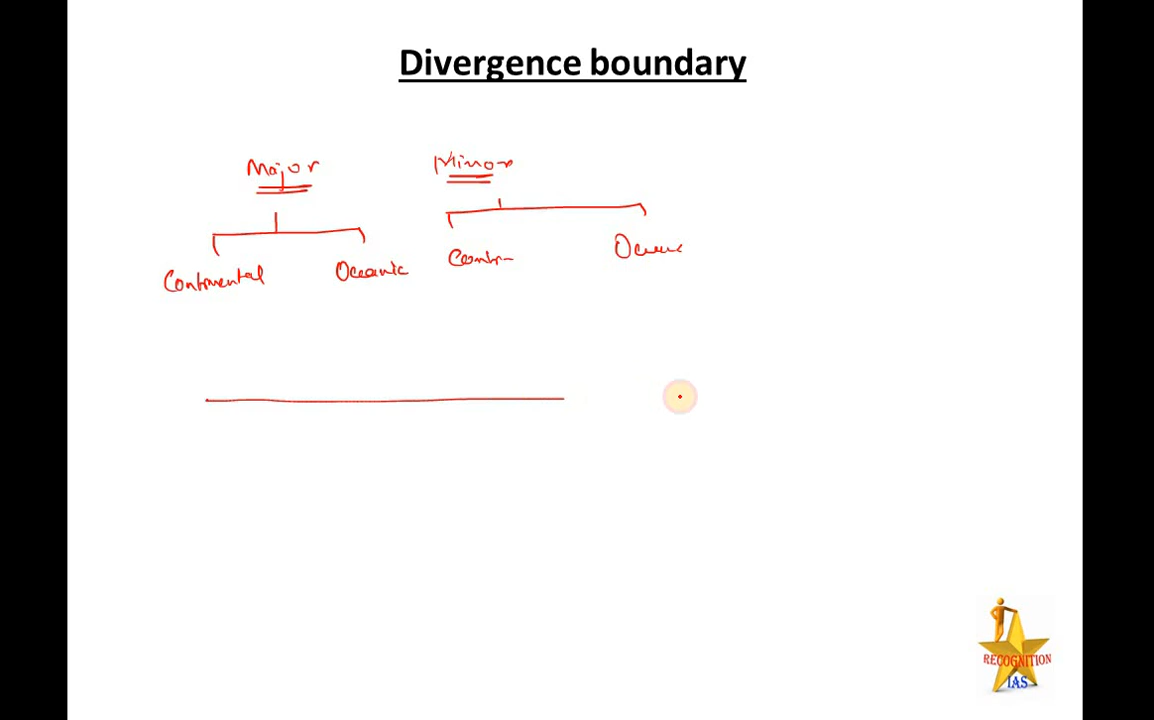 Divergence boundary
Major Minor
Continental Oceanic
RECOGNITION
IAS